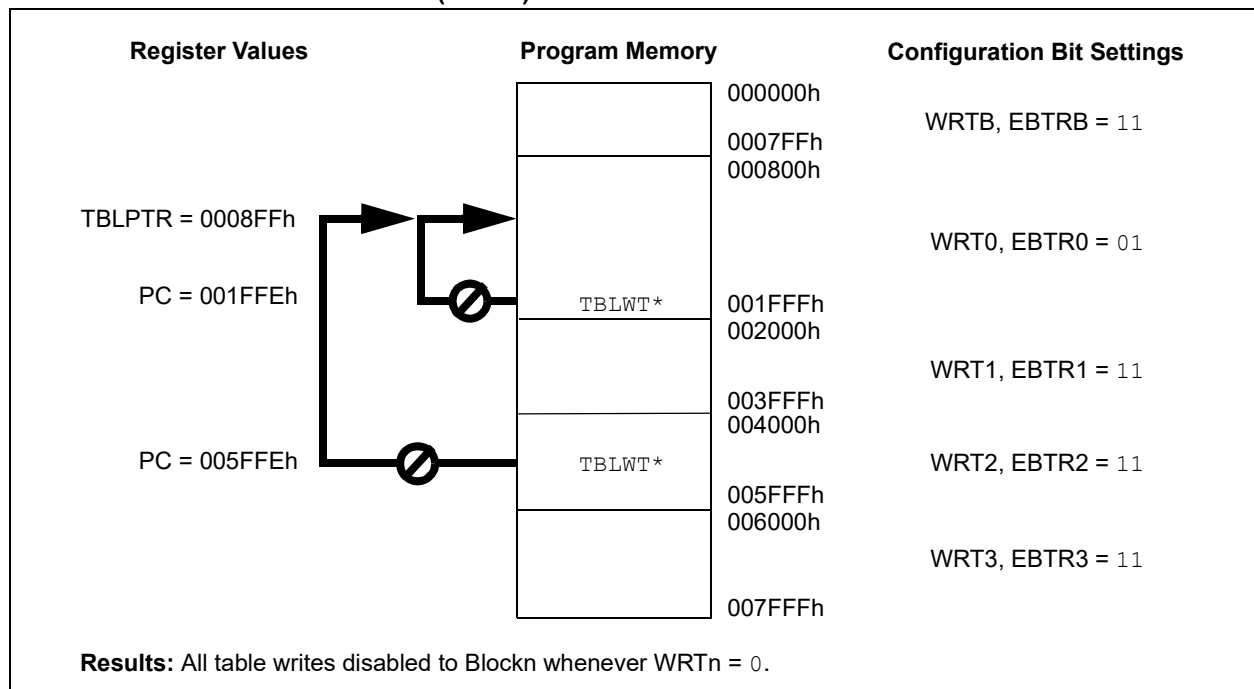 Register Values Program Memory Configuration Bit Settings
000000h
WRTB, EBTRB = 11
0007FFh
000800h
TBLPTR = 0008FFh
WRT0, EBTR0 = 01
PC = 001FFEh TBLWT* 001FFFh
002000h
WRT1, EBTR1 = 11
003FFFh
004000h
PC = 005FFEh TBLWT* WRT2, EBTR2 = 11
005FFFh
006000h
WRT3, EBTR3 = 11
007FFFh
Results: All table writes disabled to Blockn whenever WRTn = 0.